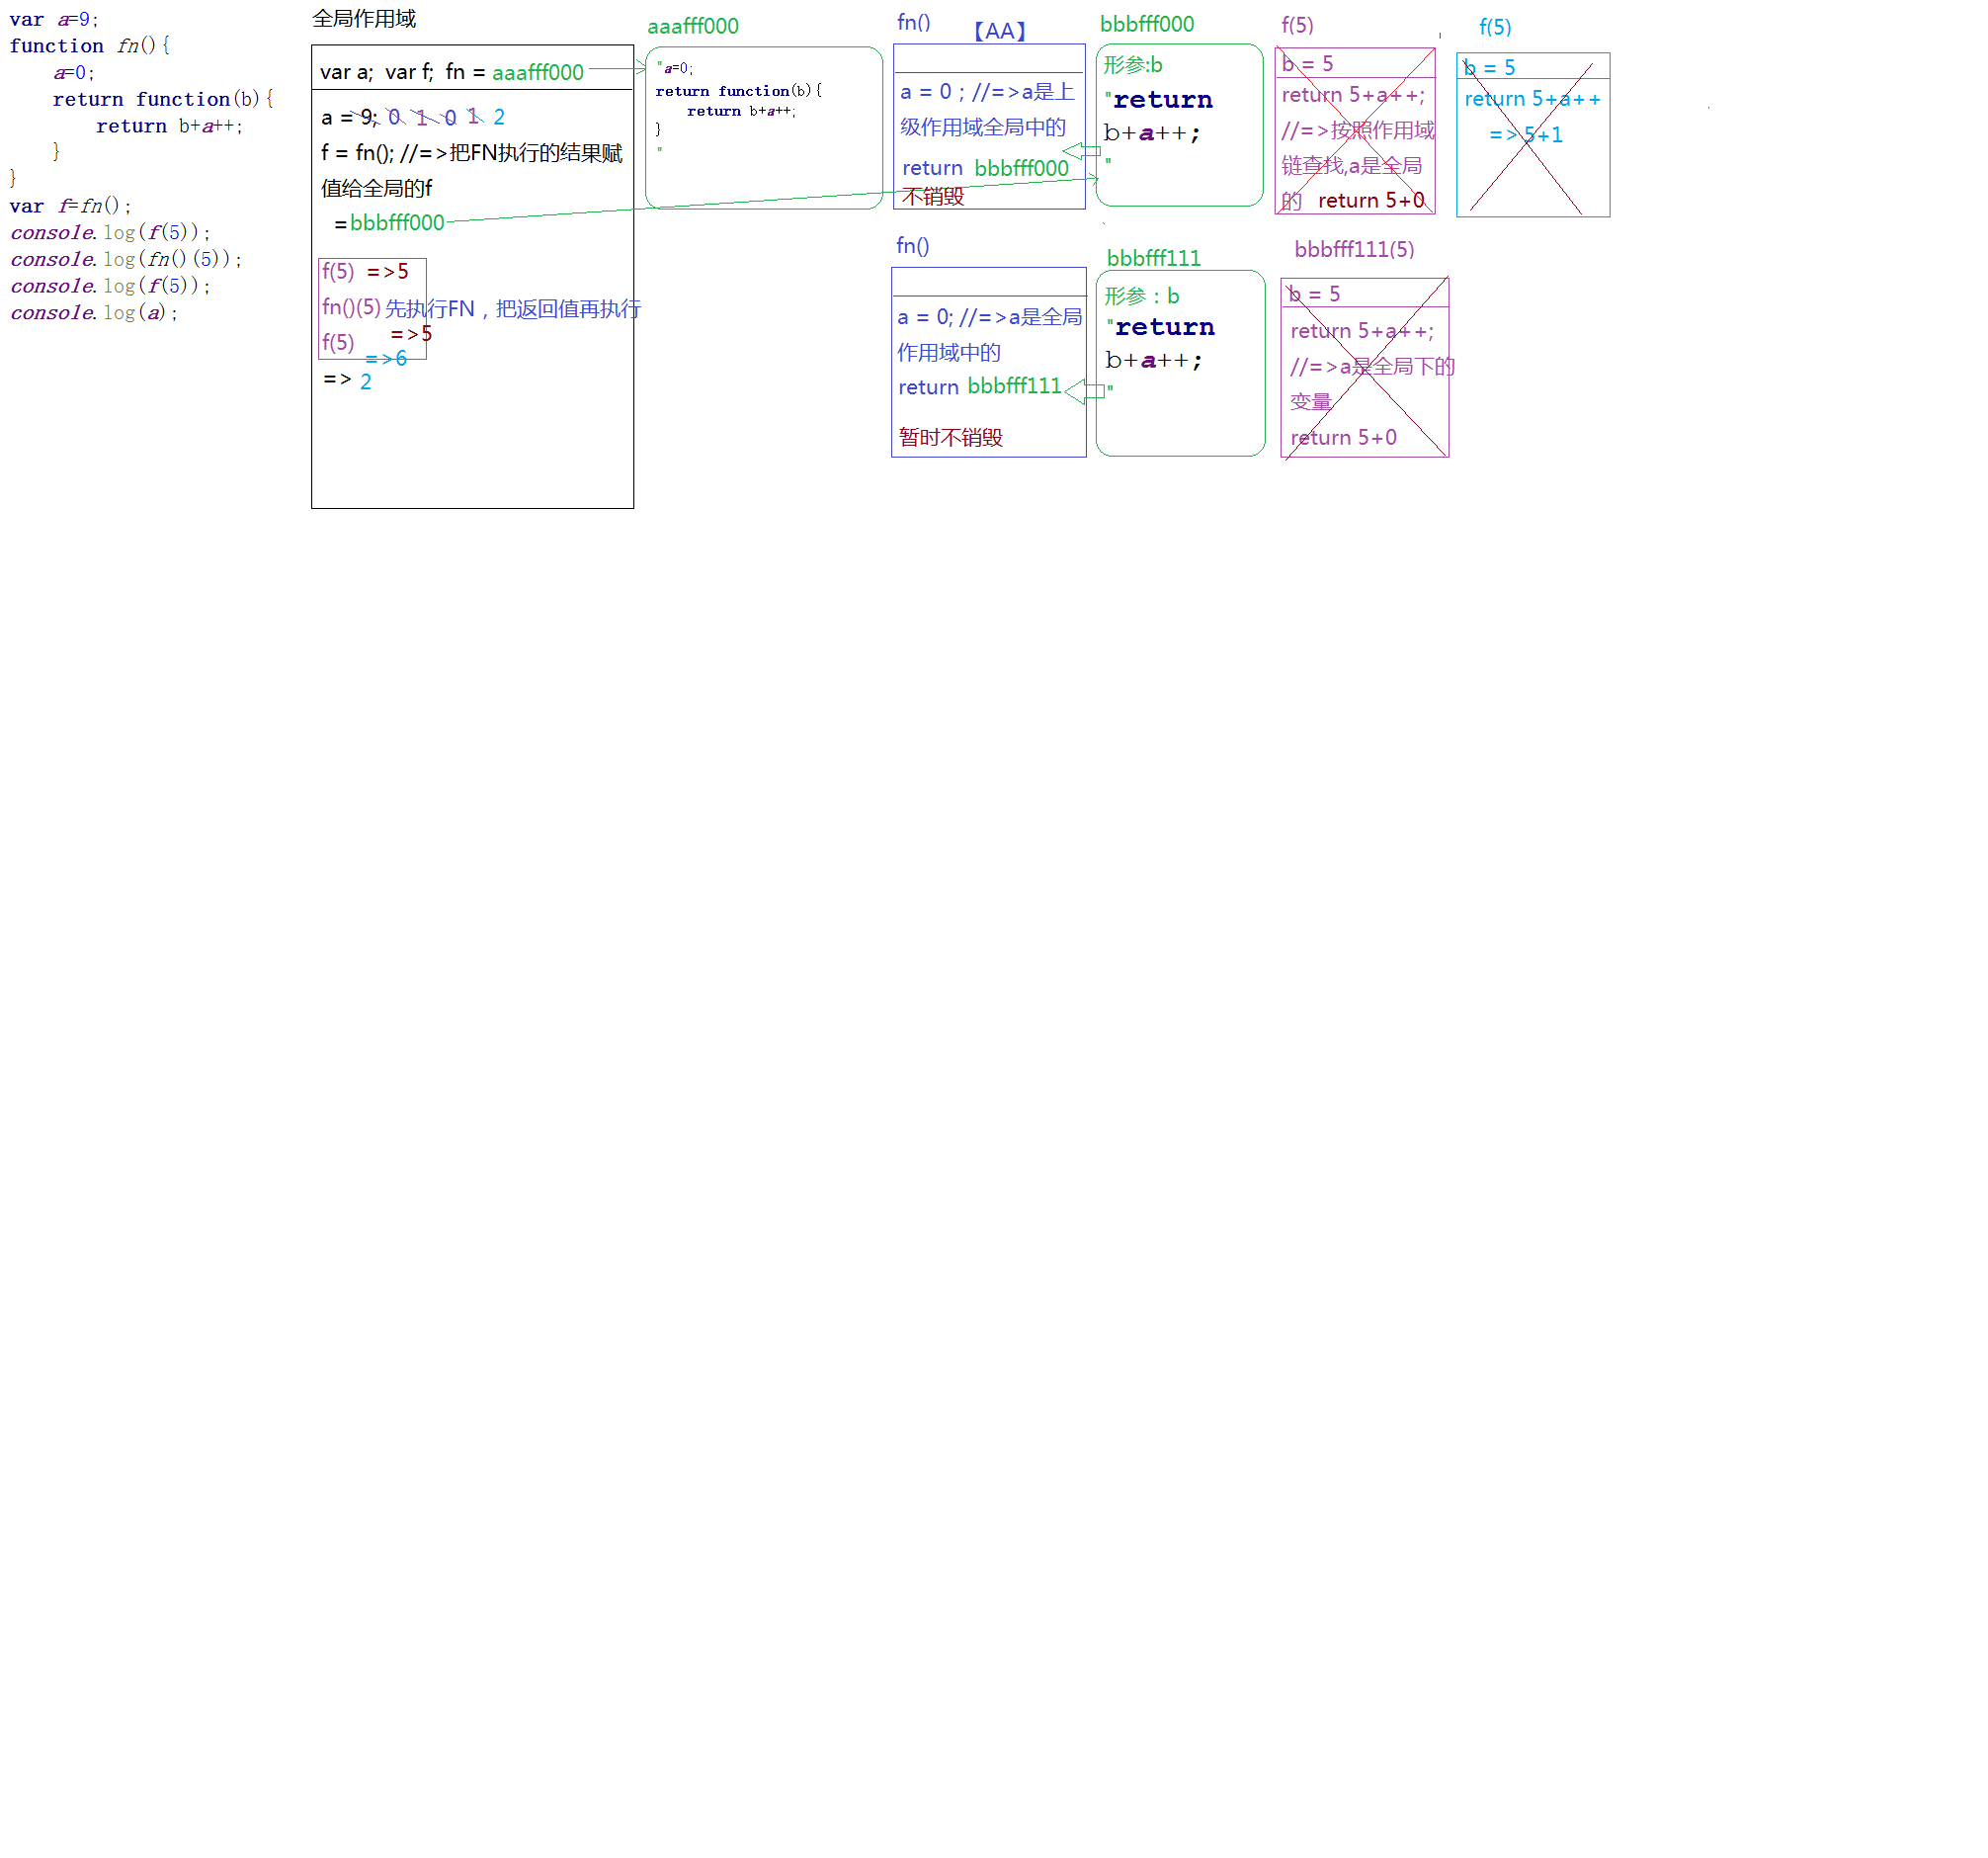 var a=9;
function fn(){
    a=0;
    return function(b){
        return b+a++;
    }
}
var f=fn();
console.log(f(5));
console.log(fn()(5));
console.log(f(5));
console.log(a);
全局作用域
var a;  var f;  fn = aaafff000
a = 9; 0 1 0 1 2
f = fn(); //=>把FN执行的结果赋
值给全局的f
=bbbfff000
f(5) =>5
fn()(5) 先执行FN，把返回值再执行
=>5
f(5)
=>6
=> 2
aaafff000
"a=0;
return function(b){
    return b+a++;
}
"
fn() 【AA】
a = 0 ; //=>a是上
级作用域全局中的
return bbbfff000
不销毁
bbbfff000
形参:b
"return
b+a++;
"
f(5)
b = 5
return 5+a++;
//=>按照作用域
链查找,a是全局
的 return 5+0
f(5)
b = 5
return 5+a++
=>5+1
fn()
a = 0; //=>a是全局
作用域中的
return bbbfff111
暂时不销毁
bbbfff111
形参：b
"return
b+a++;
"
bbbfff111(5)
b = 5
return 5+a++;
//=>a是全局下的
变量
return 5+0